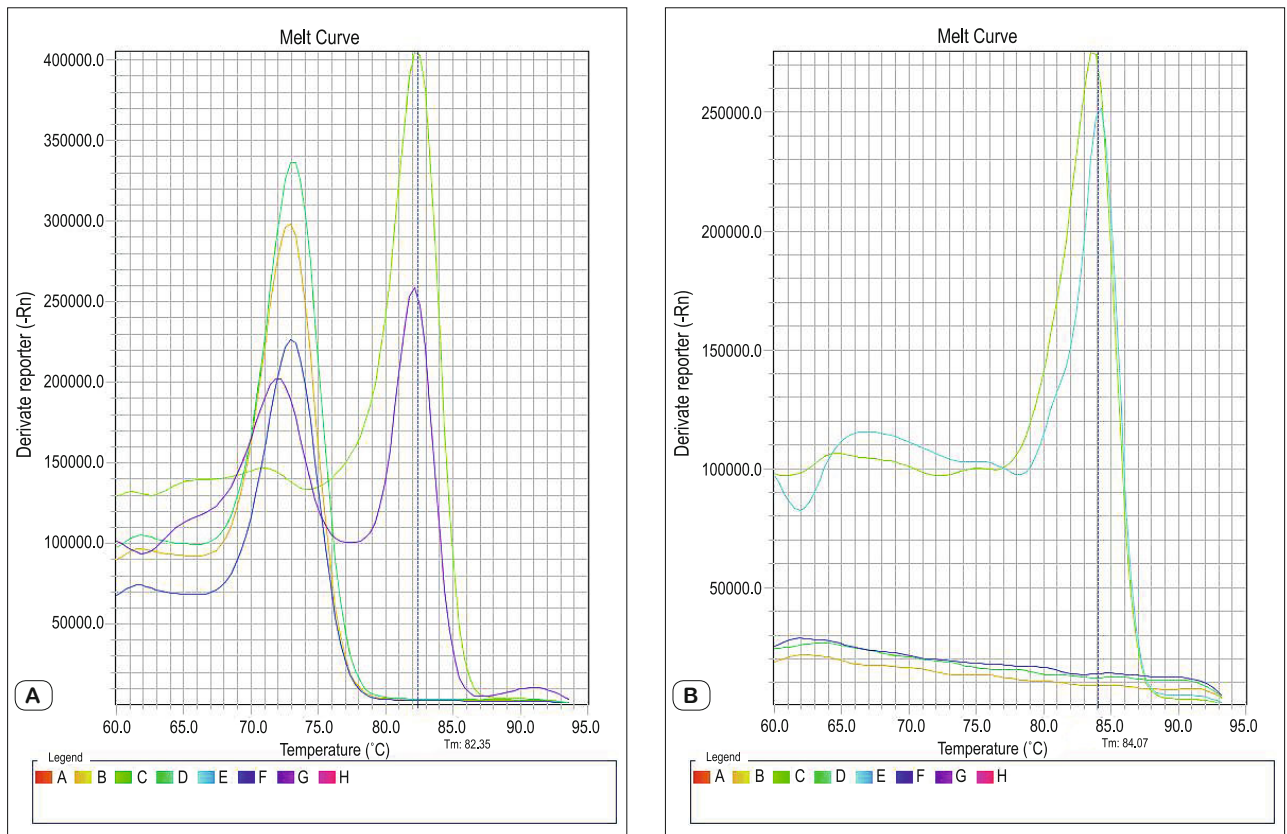 Melt Curve
400000.0
350000.0
300000.0
250000.0
200000.0
150000.0
100000.0
50000.0
Derivate reporter (-Rn)
A
60.0 65.0 70.0 75.0 80.0 85.0 90.0 95.0
Temperature (˚C)
Tm: 82.35
Legend
A B C D E F G H
Melt Curve
250000.0
200000.0
150000.0
100000.0
50000.0
Derivate reporter (-Rn)
B
60.0 65.0 70.0 75.0 80.0 85.0 90.0 95.0
Temperature (˚C)
Tm: 84.07
Legend
A B C D E F G H